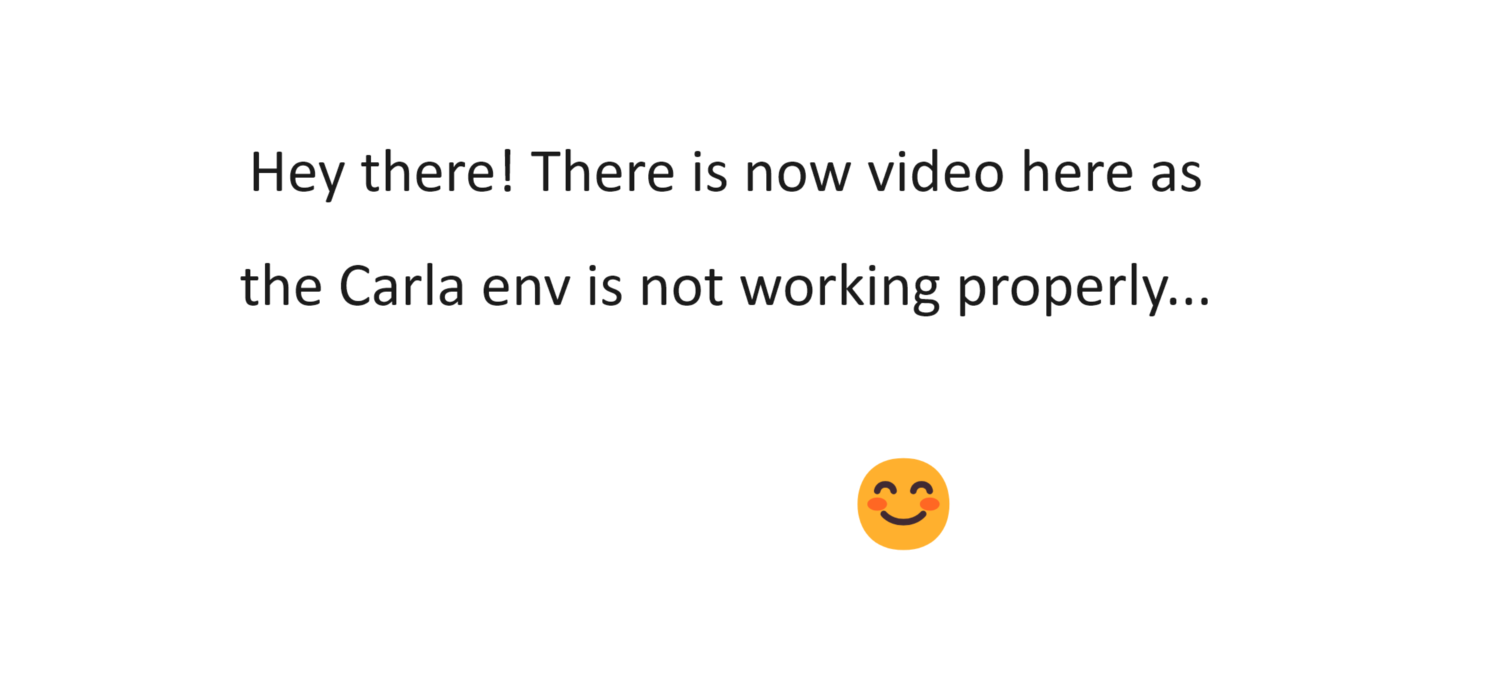 Hey there! There is now video here as
the Carla env is not working properly...